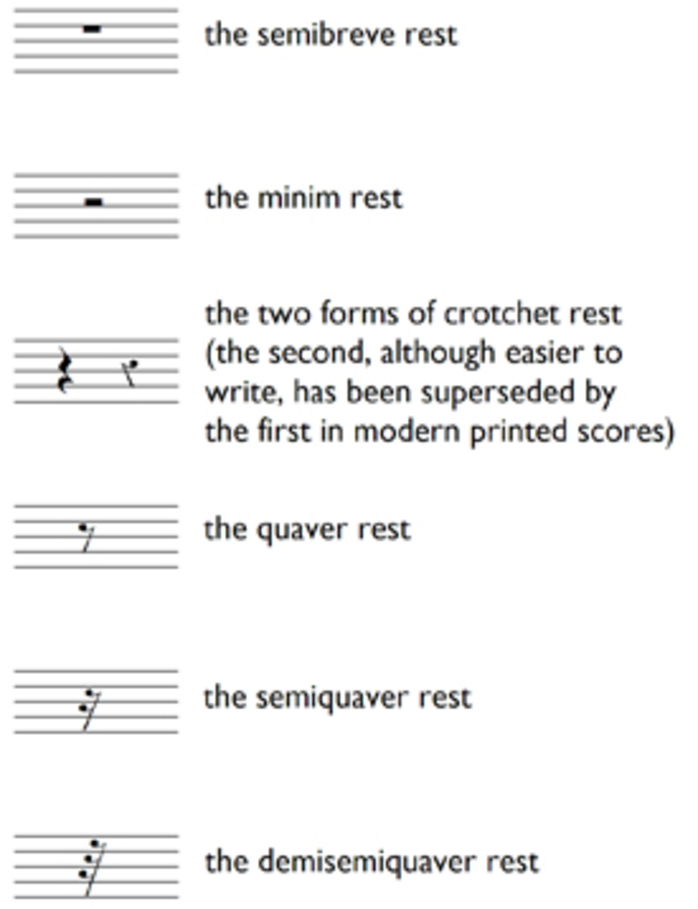 the semibreve rest
the minim rest
the two forms of crotchet rest
(the second, although easier to
write, has been superseded by
the first in modern printed scores)
the quaver rest
the semiquaver rest
the demisemiquaver rest